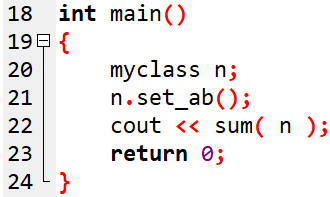 18 int main()
19 {
20 myclass n;
21 n.set_ab();
22 cout << sum( n );
23 return 0;
24 }